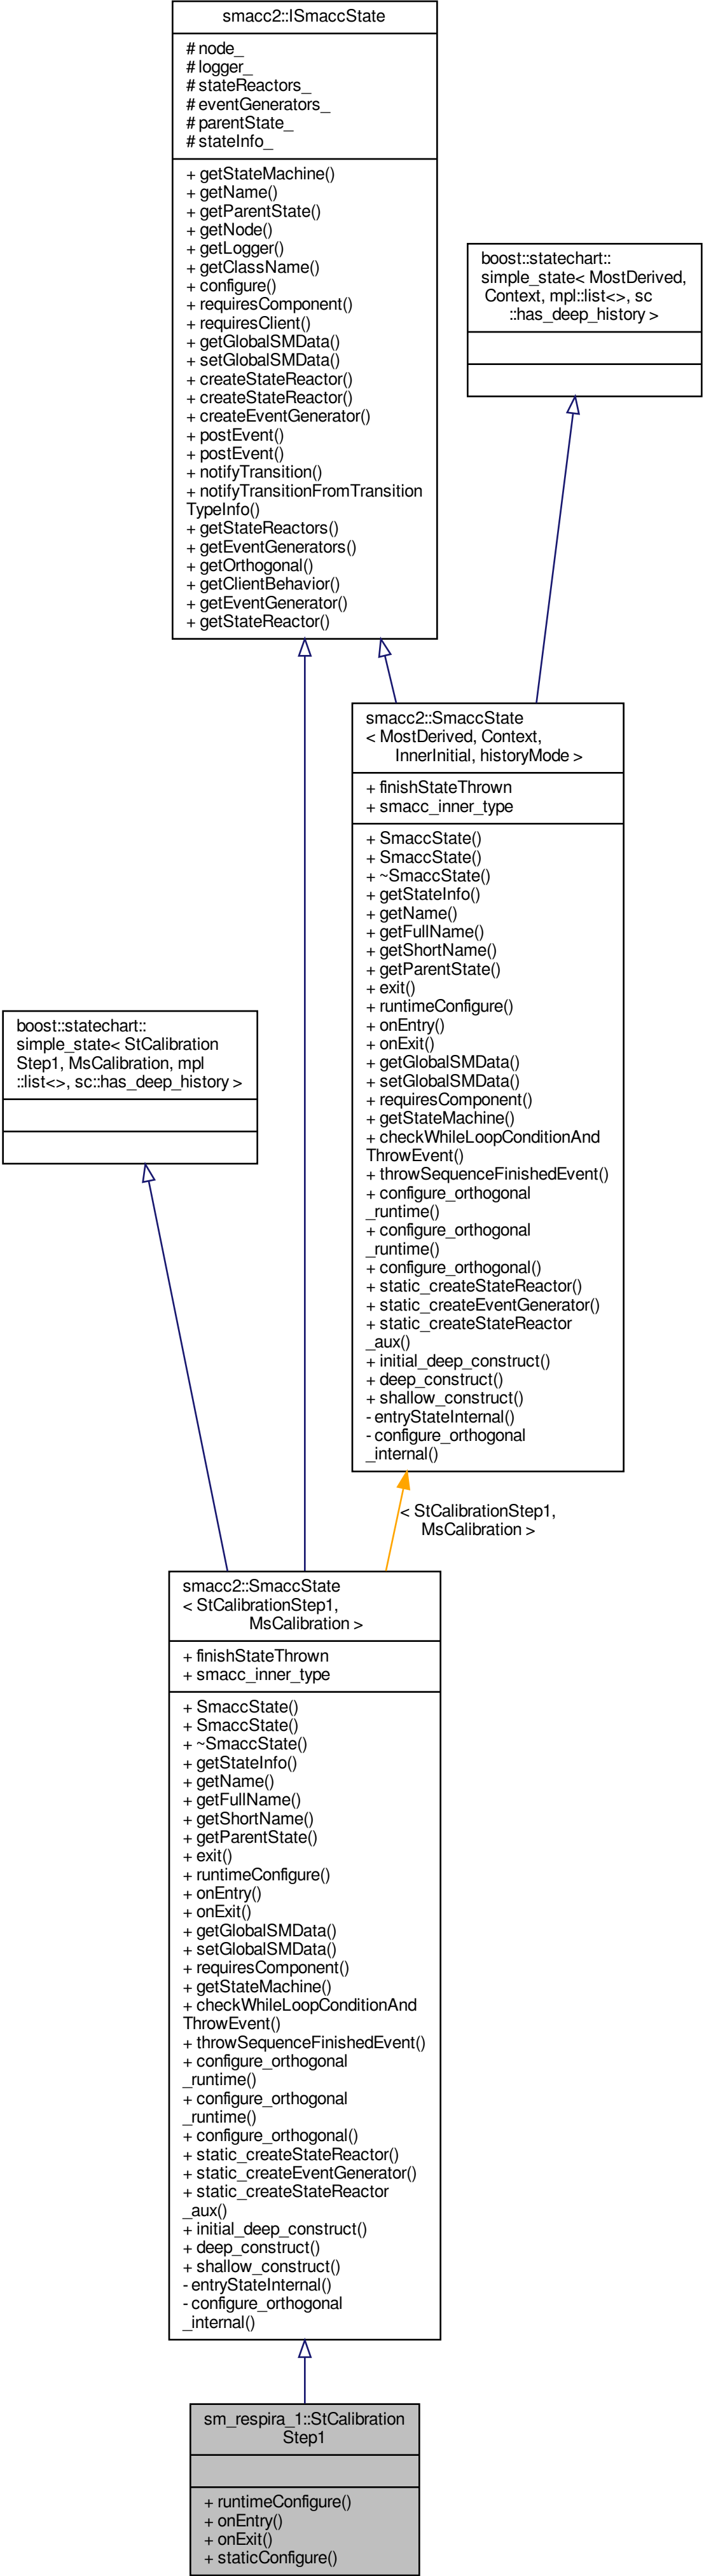 smacc2::ISmaccState
# node_
# logger_
# stateReactors_
# eventGenerators_
# parentState_
# stateInfo_
+ getStateMachine()
+ getName()
+ getParentState()
+ getNode()
+ getLogger()
+ getClassName()
+ configure()
+ requiresComponent()
+ requiresClient()
+ getGlobalSMData()
+ setGlobalSMData()
+ createStateReactor()
+ createStateReactor()
+ createEventGenerator()
+ postEvent()
+ postEvent()
+ notifyTransition()
+ notifyTransitionFromTransition
TypeInfo()
+ getStateReactors()
+ getEventGenerators()
+ getOrthogonal()
+ getClientBehavior()
+ getEventGenerator()
+ getStateReactor()
boost::statechart::
simple_state< MostDerived,
Context, mpl::list<>, sc
::has_deep_history >
smacc2::SmaccState
< MostDerived, Context,
InnerInitial, historyMode >
+ finishStateThrown
+ smacc_inner_type
+ SmaccState()
+ SmaccState()
+ ~SmaccState()
+ getStateInfo()
+ getName()
+ getFullName()
+ getShortName()
+ getParentState()
+ exit()
+ runtimeConfigure()
+ onEntry()
+ onExit()
+ getGlobalSMData()
+ setGlobalSMData()
+ requiresComponent()
+ getStateMachine()
+ checkWhileLoopConditionAnd
ThrowEvent()
+ throwSequenceFinishedEvent()
+ configure_orthogonal
_runtime()
+ configure_orthogonal
_runtime()
+ configure_orthogonal()
+ static_createStateReactor()
+ static_createEventGenerator()
+ static_createStateReactor
_aux()
+ initial_deep_construct()
+ deep_construct()
+ shallow_construct()
- entryStateInternal()
- configure_orthogonal
_internal()
boost::statechart::
simple_state< StCalibration
Step1, MsCalibration, mpl
::list<>, sc::has_deep_history >
< StCalibrationStep1,
MsCalibration >
smacc2::SmaccState
< StCalibrationStep1,
MsCalibration >
+ finishStateThrown
+ smacc_inner_type
+ SmaccState()
+ SmaccState()
+ ~SmaccState()
+ getStateInfo()
+ getName()
+ getFullName()
+ getShortName()
+ getParentState()
+ exit()
+ runtimeConfigure()
+ onEntry()
+ onExit()
+ getGlobalSMData()
+ setGlobalSMData()
+ requiresComponent()
+ getStateMachine()
+ checkWhileLoopConditionAnd
ThrowEvent()
+ throwSequenceFinishedEvent()
+ configure_orthogonal
_runtime()
+ configure_orthogonal
_runtime()
+ configure_orthogonal()
+ static_createStateReactor()
+ static_createEventGenerator()
+ static_createStateReactor
_aux()
+ initial_deep_construct()
+ deep_construct()
+ shallow_construct()
- entryStateInternal()
- configure_orthogonal
_internal()
sm_respira_1::StCalibration
Step1
+ runtimeConfigure()
+ onEntry()
+ onExit()
+ staticConfigure()